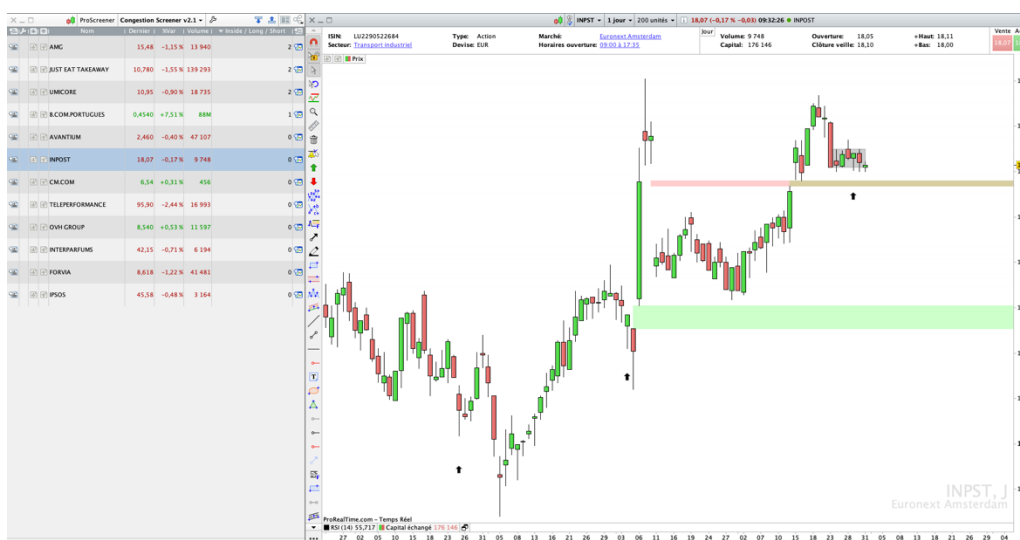 ProScreener Congestion Screener v2.1
Nom Dernier %Var Volume Inside / Long / Short
AMG 15,48 -1,15 % 13 940 2
JUST EAT TAKEAWAY 10,780 -1,55 % 139 293 2
UMICORE 10,95 -0,90 % 18 735 2
B.COM.PORTUGUES 0,4540 +7,51 % 88M 1
AVANTIUM 2,460 -0,40 % 47 107 0
INPOST 18,07 -0,17 % 9 748 0
CM.COM 6,54 +0,31 % 456 0
TELEPERFORMANCE 95,90 -2,44 % 16 993 0
OVH GROUP 8,540 +0,53 % 11 597 0
INTERPARFUMS 42,15 -0,71 % 6 194 0
FORVIA 8,618 -1,22 % 41 481 0
IPSOS 45,58 -0,48 % 3 164 0
INPST 1 jour 200 unités 18,07 (-0,17 % -0,03) 09:32:26 INPOST
ISIN: LU2290522684 Type: Action Marché: Euronext Amsterdam Jour Volume: 9 748 Ouverture: 18,05 +Haut: 18,11 Vente
Secteur: Transport industriel Devise: EUR Horaires ouverture: 09:00 à 17:35 Capital: 176 146 Clôture veille: 18,10 +Bas: 18,00 18,07
Prix
INPST, J
Euronext Amsterdam
ProRealTime.com - Temps Réel
RSI (14) 55,717 Capital échangé 176 146
27 02 05 10 15 18 23 26 31 05 08 13 16 21 26 29 03 06 11 16 19 24 27 02 07 10 15 18 23 28 31 05 08 13 18 21 26 29 04